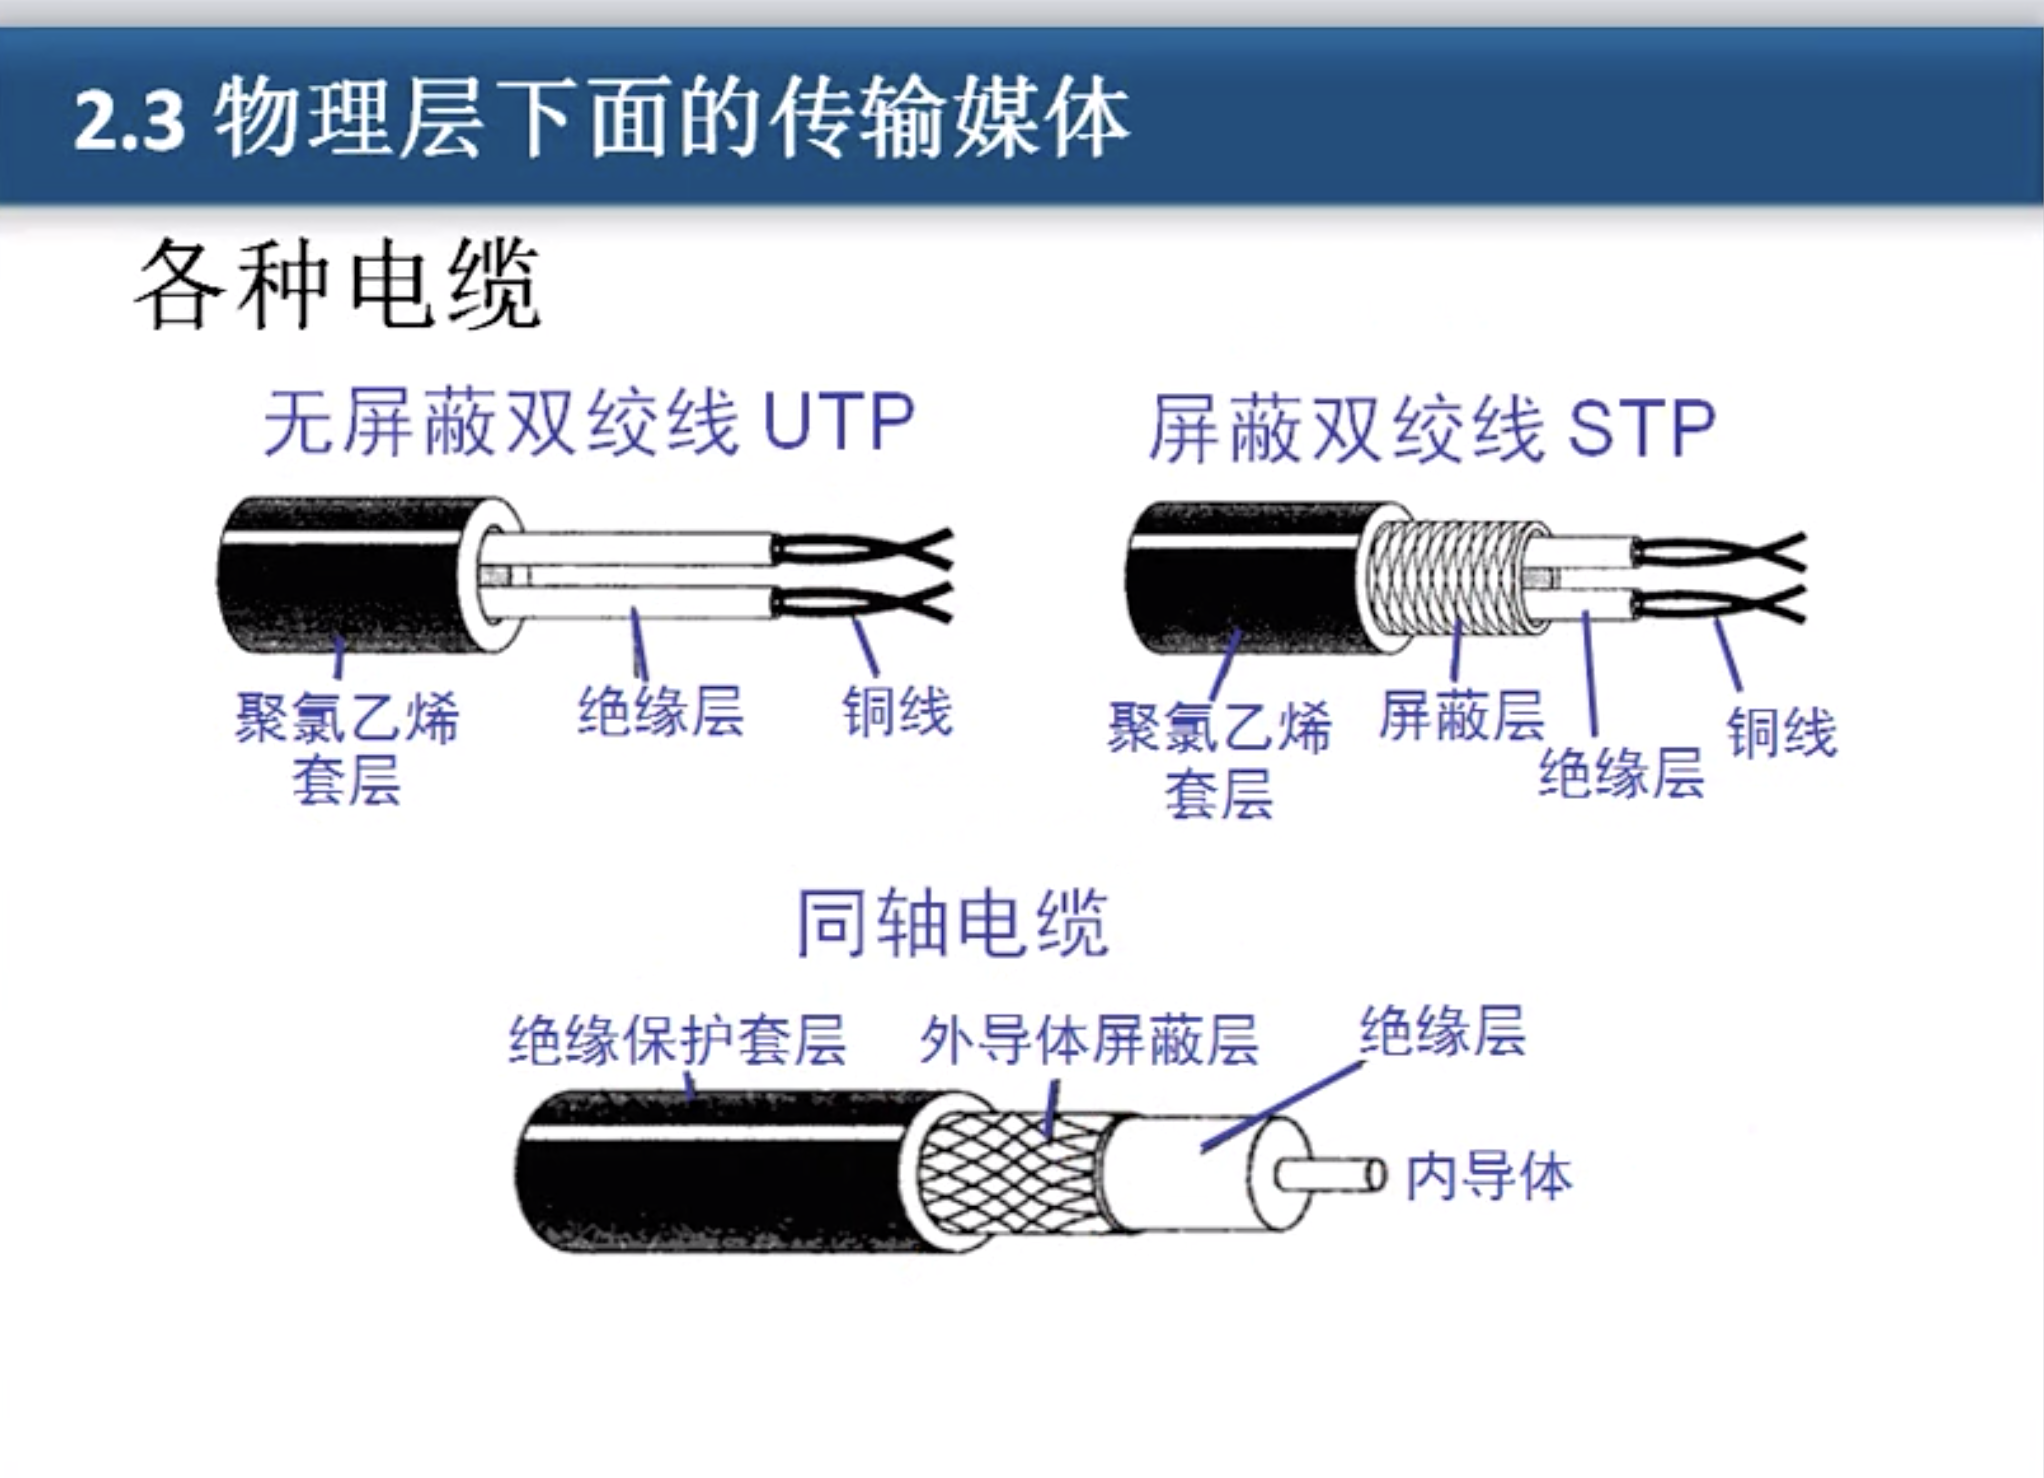 2.3 物理层下面的传输媒体
各种电缆
无屏蔽双绞线 UTP
屏蔽双绞线 STP
聚氯乙烯
套层
绝缘层
铜线
聚氯乙烯
套层
屏蔽层
绝缘层
铜线
同轴电缆
绝缘保护套层
外导体屏蔽层
绝缘层
内导体